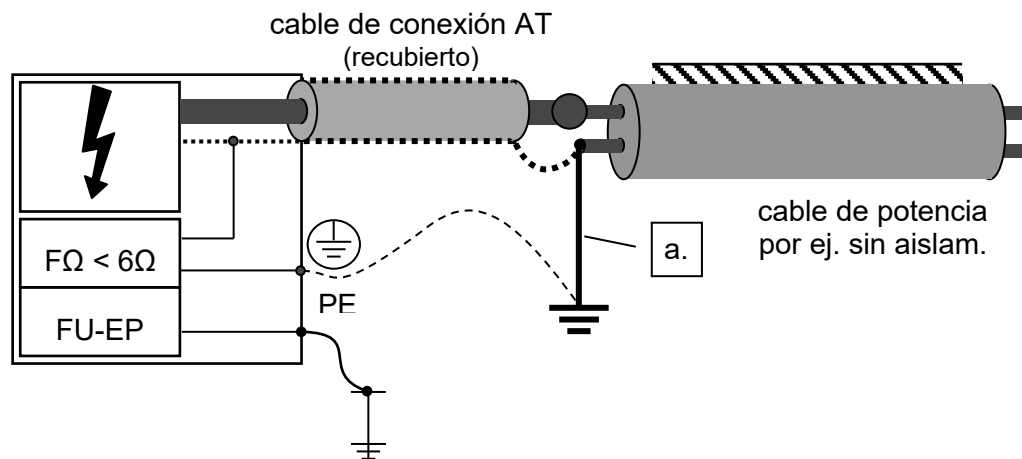 cable de conexión AT
(recubierto)
FΩ < 6Ω
PE
FU-EP
a.
cable de potencia
por ej. sin aislam.